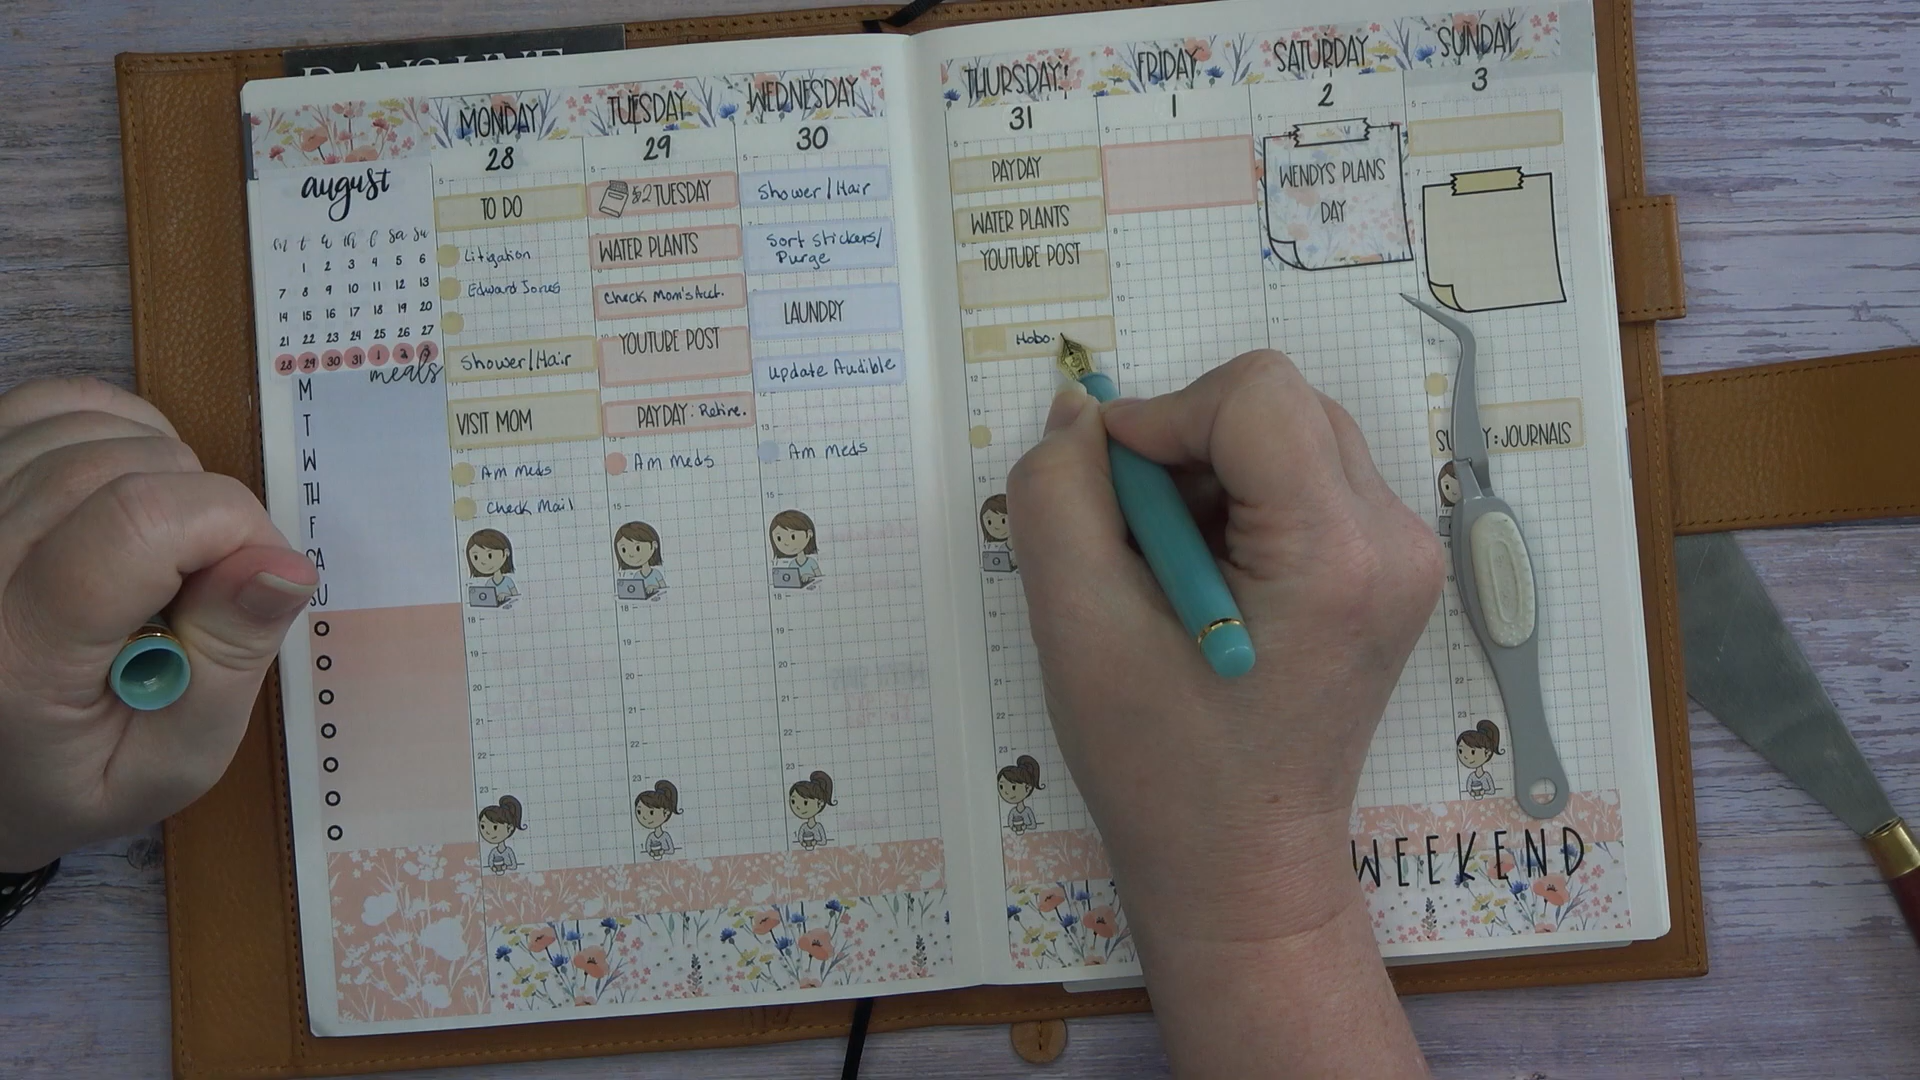 MONDAY
TUESDAY
WEDNESDAY
THURSDAY!
FRIDAY
SATURDAY
SUNDAY
28
29
30
31
1
2
3
august
M t w th f sa su
1 2 3 4 5 6
7 8 9 10 11 12 13
14 15 16 17 18 19 20
21 22 23 24 25 26 27
28 29 30 31 1 2 3
meals
M
T
W
TH
F
SA
SU
TO DO
Litigation
Edward Jones
Shower/Hair
VISIT MOM
Am Meds
Check Mail
$2 TUESDAY
WATER PLANTS
Check Mom's Acct.
YOUTUBE POST
PAYDAY: Retire.
Am Meds
Shower/Hair
Sort Stickers/
Purge
LAUNDRY
Update Audible
Am Meds
PAYDAY
WATER PLANTS
YOUTUBE POST
Hobo.
WENDYS PLANS
DAY
: JOURNALS
WEEKEND